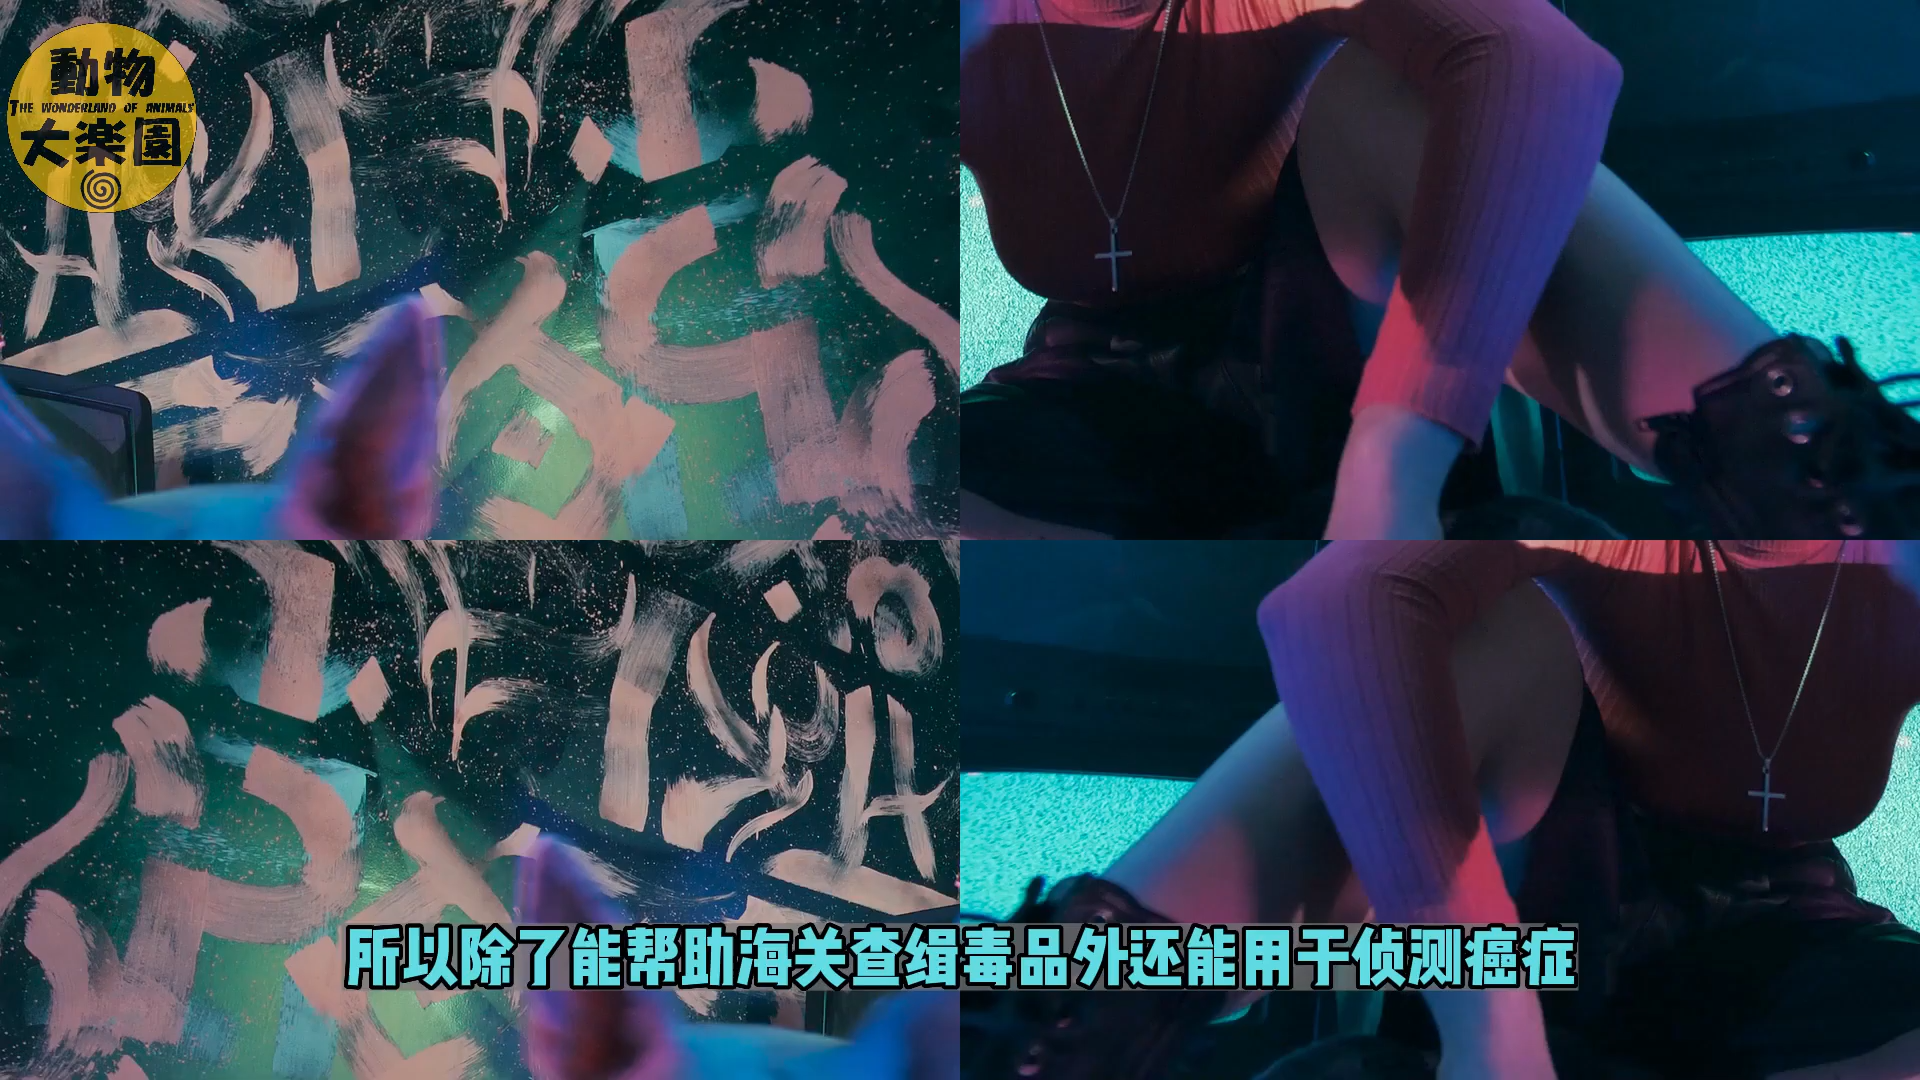 動物
THE WONDERLAND OF ANIMALS
大楽園
所以除了能帮助海关查缉毒品外还能用于侦测癌症